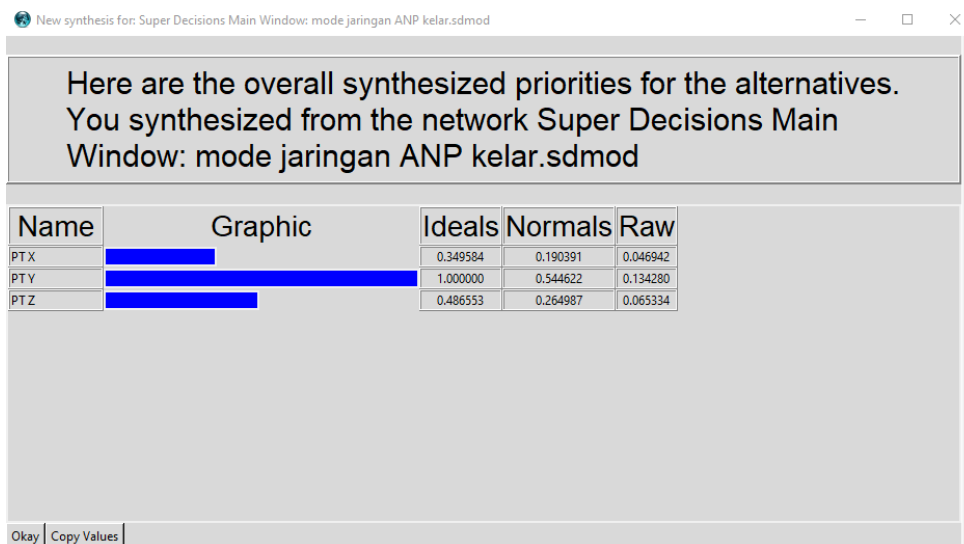 New synthesis for: Super Decisions Main Window: mode jaringan ANP kelar.sdmod
Here are the overall synthesized priorities for the alternatives.
You synthesized from the network Super Decisions Main
Window: mode jaringan ANP kelar.sdmod
Name Graphic Ideals Normals Raw
PT X 0.349584 0.190391 0.046942
PT Y 1.000000 0.544622 0.134280
PT Z 0.486553 0.264987 0.065334
Okay Copy Values